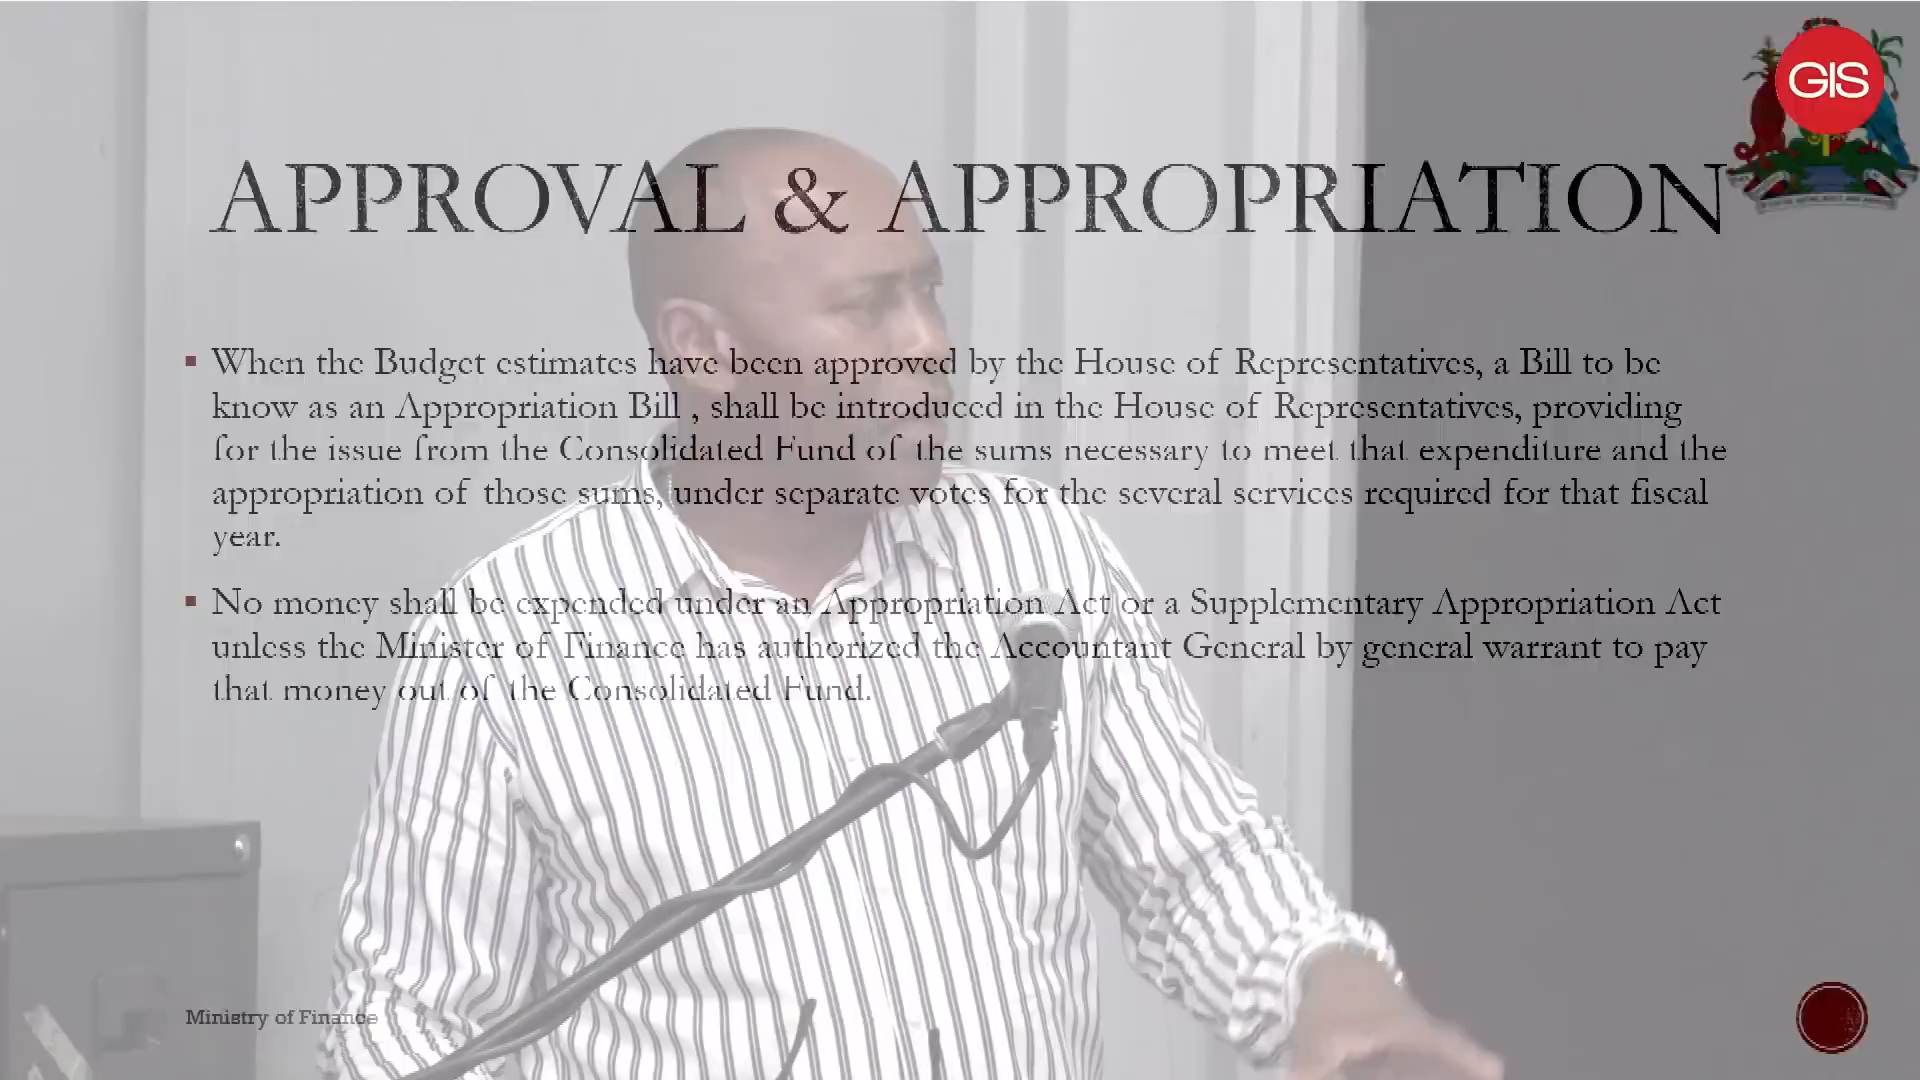 GIS
APPROVAL & APPROPRIATION
When the Budget estimates have been approved by the House of Representatives, a Bill to be
know as an Appropriation Bill , shall be introduced in the House of Representatives, providing
for the issue from the Consolidated Fund of the sums necessary to meet that expenditure and the
appropriation of those sums, under separate votes for the several services required for that fiscal
year.
No money shall be expended under an Appropriation Act or a Supplementary Appropriation Act
unless the Minister of Finance has authorized the Accountant General by general warrant to pay
that money out of the Consolidated Fund.
Ministry of Finance